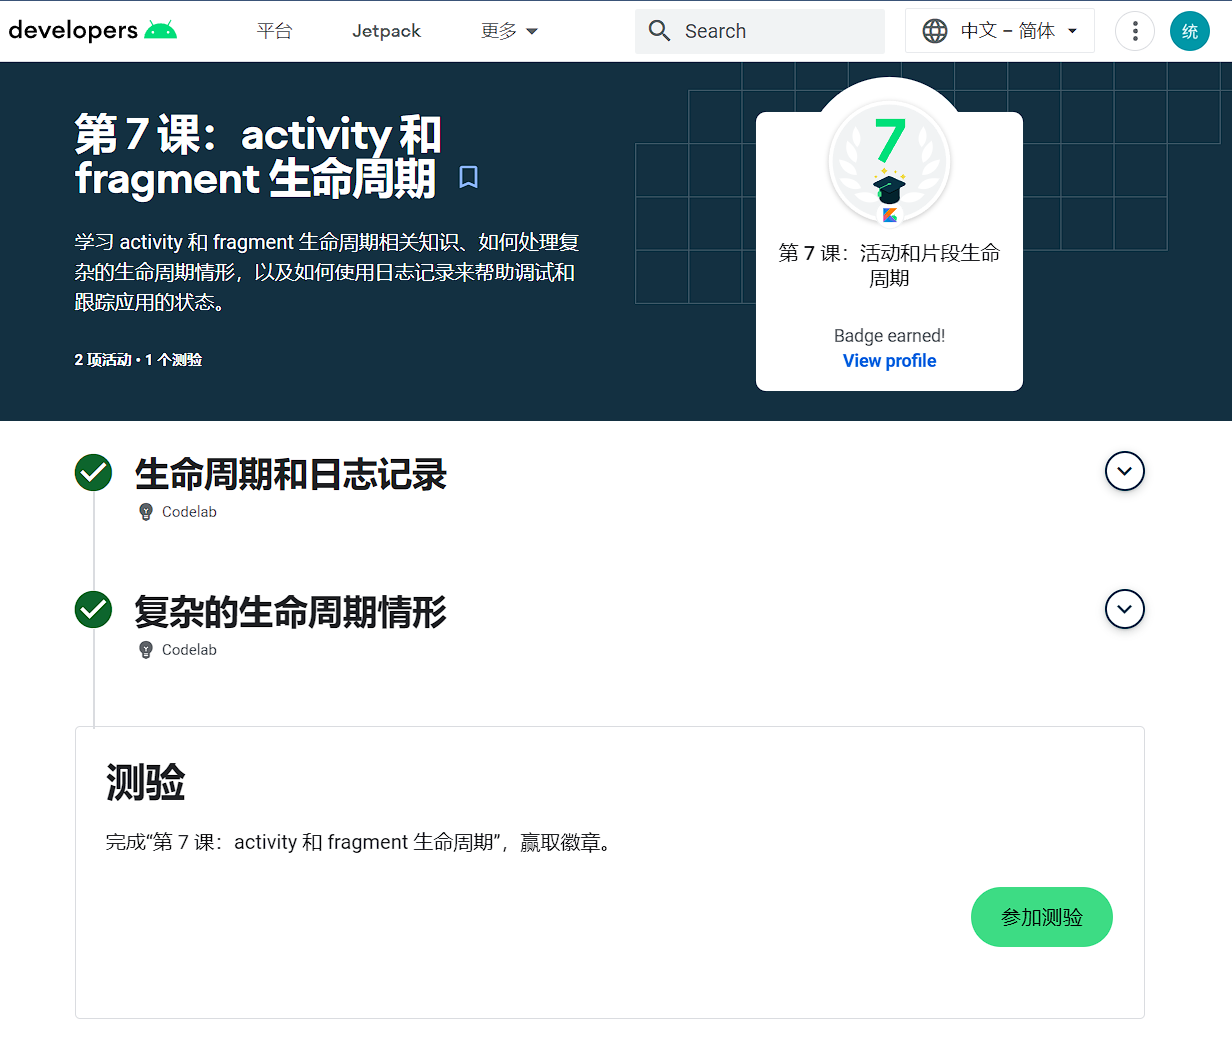 developers
平台
Jetpack
更多
Search
中文 – 简体
统
第 7 课：activity 和
fragment 生命周期
学习 activity 和 fragment 生命周期相关知识、如何处理复
杂的生命周期情形，以及如何使用日志记录来帮助调试和
跟踪应用的状态。
2 项活动 • 1 个测验
7
第 7 课：活动和片段生命
周期
Badge earned!
View profile
生命周期和日志记录
Codelab
复杂的生命周期情形
Codelab
测验
完成“第 7 课：activity 和 fragment 生命周期”，赢取徽章。
参加测验